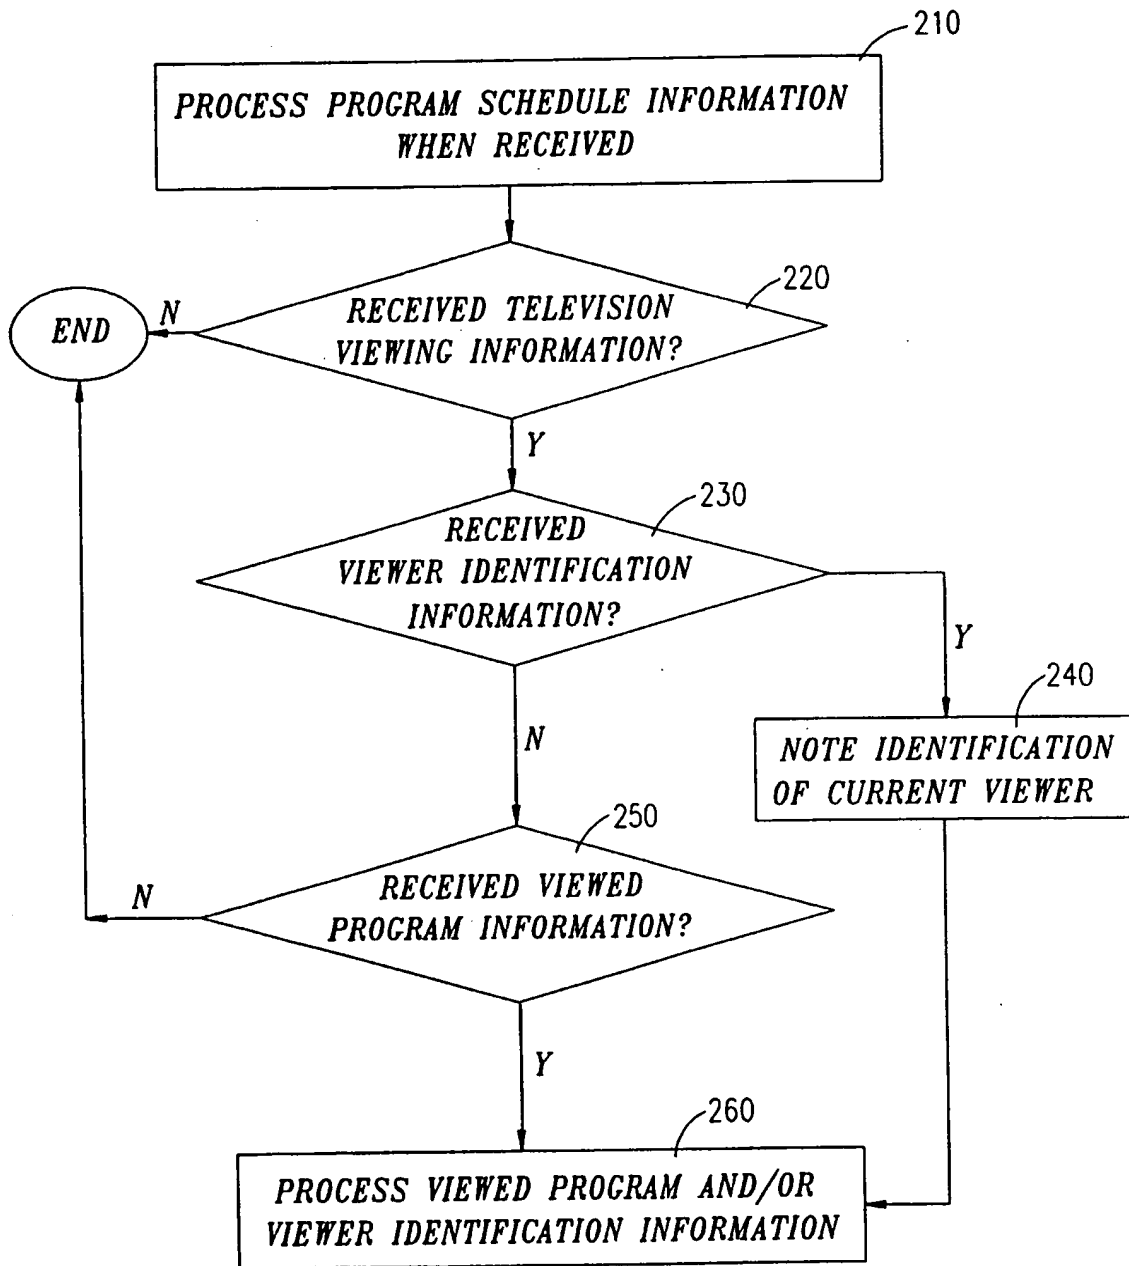 210
PROCESS PROGRAM SCHEDULE INFORMATION
WHEN RECEIVED
220
RECEIVED TELEVISION
VIEWING INFORMATION?
N
END
Y
230
RECEIVED
VIEWER IDENTIFICATION
INFORMATION?
Y
N
240
NOTE IDENTIFICATION
OF CURRENT VIEWER
250
RECEIVED VIEWED
PROGRAM INFORMATION?
N
Y
260
PROCESS VIEWED PROGRAM AND/OR
VIEWER IDENTIFICATION INFORMATION